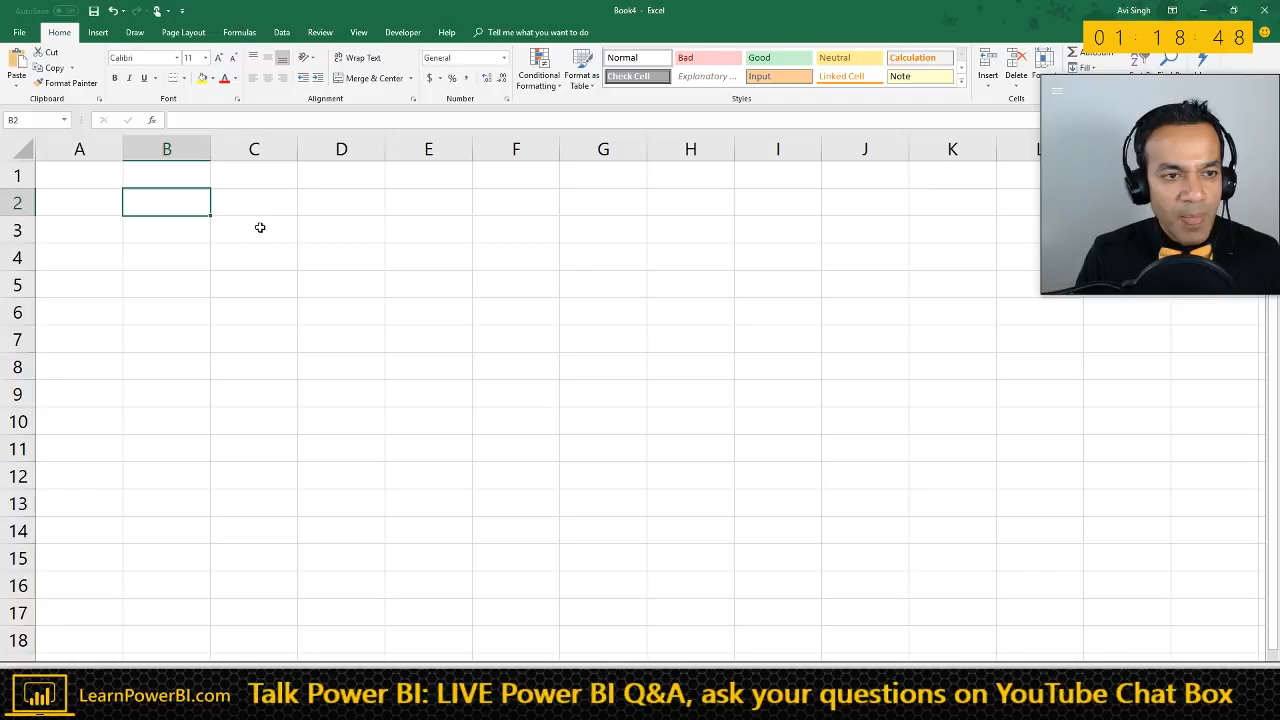 AutoSave Off Book4 - Excel Avi Singh
01:18:48
File Home Insert Draw Page Layout Formulas Data Review View Developer Help Tell me what you want to do
Paste Cut Copy Format Painter
Calibri 11 A A
B I U A
Wrap Text
Merge & Center
General
$ % ,
Conditional Formatting Format as Table
Normal Bad Good Neutral Calculation
Check Cell Explanatory ... Input Linked Cell Note
Insert Delete
Fill
Clipboard Font Alignment Number Styles Cells
B2 fx
A B C D E F G H I J K
1
2
3
4
5
6
7
8
9
10
11
12
13
14
15
16
17
18
LearnPowerBI.com Talk Power BI: LIVE Power BI Q&A, ask your questions on YouTube Chat Box